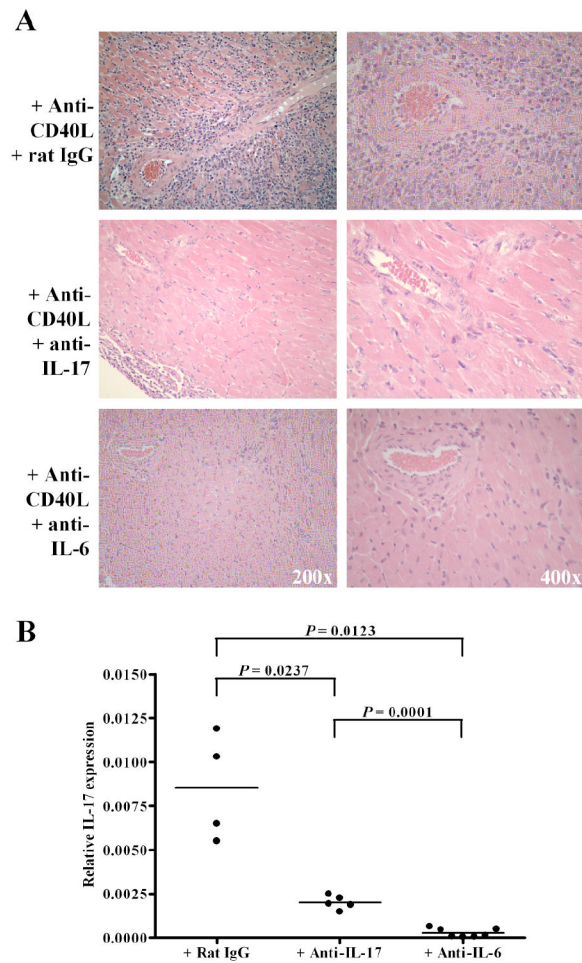 A
+ Anti-
CD40L
+ rat IgG
+ Anti-
CD40L
+ anti-
IL-17
+ Anti-
CD40L
+ anti-
IL-6
200x
400x
B
P = 0.0123
P = 0.0237
P = 0.0001
Relative IL-17 expression
0.0150
0.0125
0.0100
0.0075
0.0050
0.0025
0.0000
+ Rat IgG
+ Anti-IL-17
+ Anti-IL-6